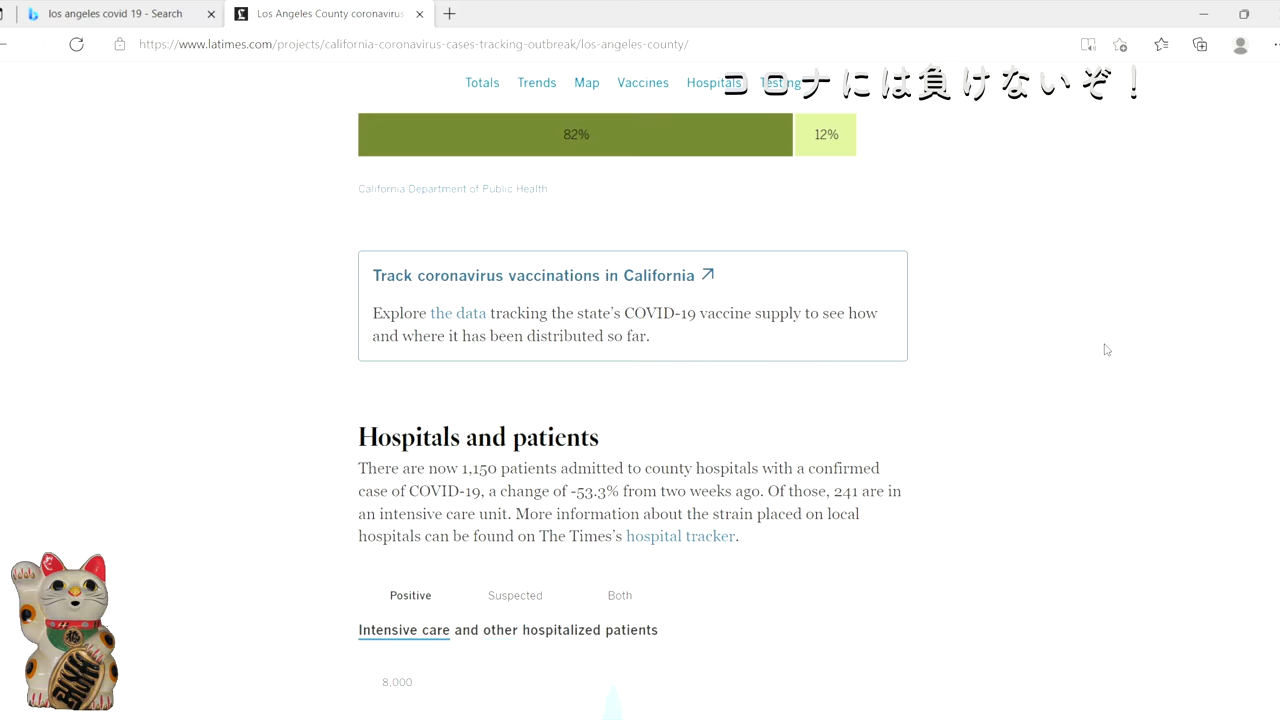 los angeles covid 19 - Search
Los Angeles County coronavirus
https://www.latimes.com/projects/california-coronavirus-cases-tracking-outbreak/los-angeles-county/
Totals Trends Map Vaccines Hospitals Testing
コロナには負けないぞ！
82% 12%
California Department of Public Health
Track coronavirus vaccinations in California
Explore the data tracking the state's COVID-19 vaccine supply to see how
and where it has been distributed so far.
Hospitals and patients
There are now 1,150 patients admitted to county hospitals with a confirmed
case of COVID-19, a change of -53.3% from two weeks ago. Of those, 241 are in
an intensive care unit. More information about the strain placed on local
hospitals can be found on The Times's hospital tracker.
Positive Suspected Both
Intensive care and other hospitalized patients
8,000